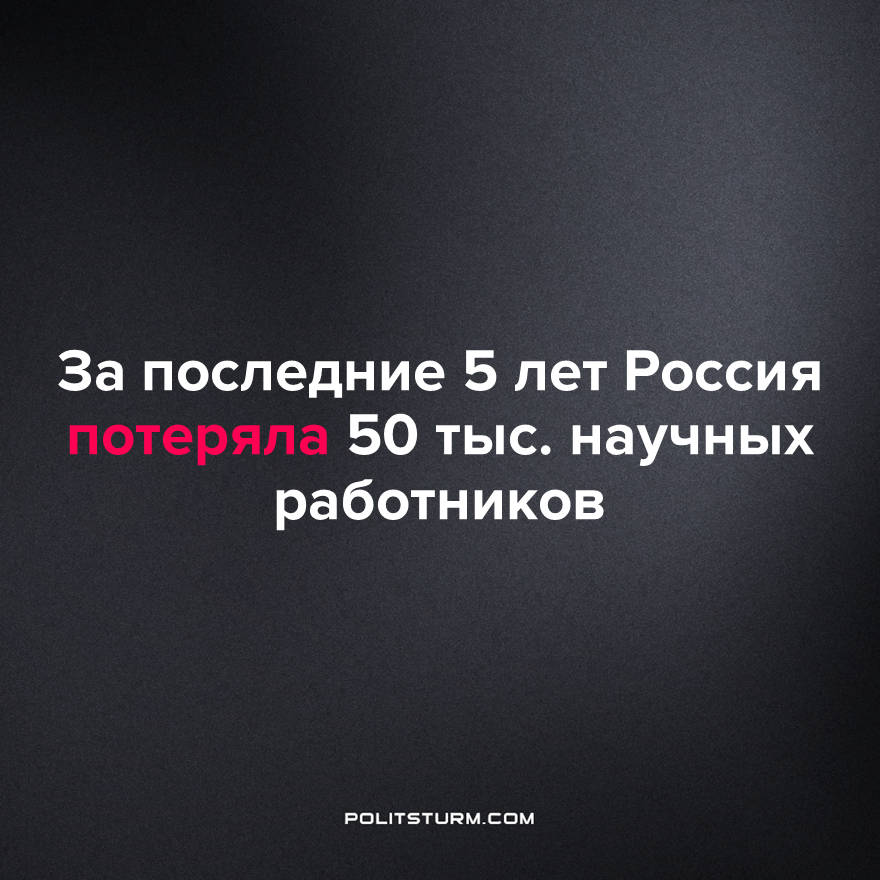 За последние 5 лет Россия
потеряла 50 тыс. научных
работников
POLITSTURM.COM